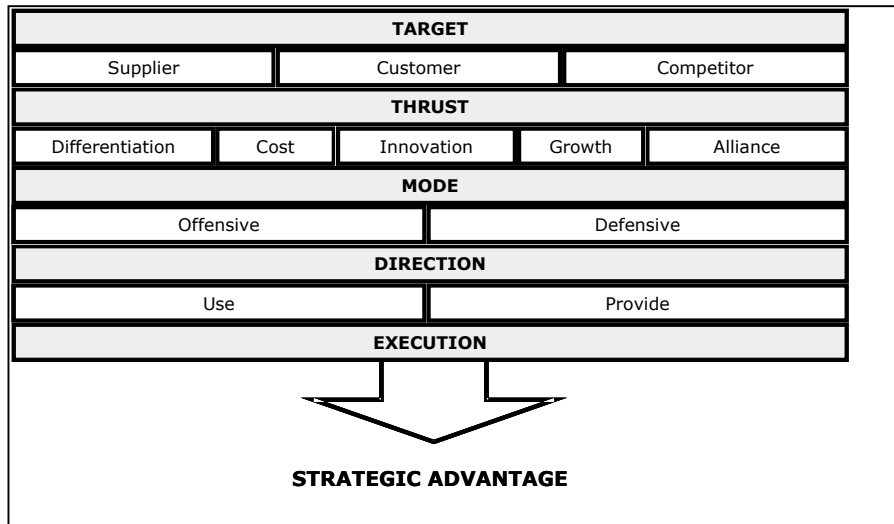 TARGET
Supplier Customer Competitor
THRUST
Differentiation Cost Innovation Growth Alliance
MODE
Offensive Defensive
DIRECTION
Use Provide
EXECUTION
STRATEGIC ADVANTAGE